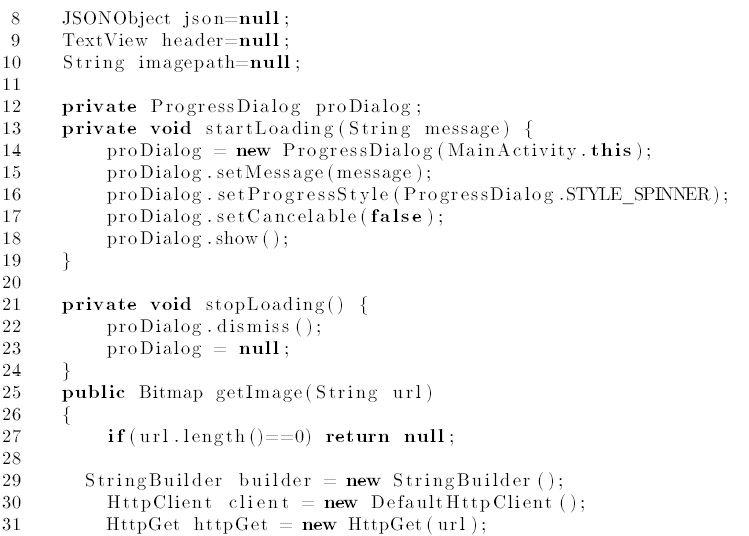 8 JSONObject json=null;
9 TextView header=null;
10 String imagepath=null;
11
12 private ProgressDialog proDialog;
13 private void startLoading(String message) {
14 proDialog = new ProgressDialog(MainActivity.this);
15 proDialog.setMessage(message);
16 proDialog.setProgressStyle(ProgressDialog.STYLE_SPINNER);
17 proDialog.setCancelable(false);
18 proDialog.show();
19 }
20
21 private void stopLoading() {
22 proDialog.dismiss();
23 proDialog = null;
24 }
25 public Bitmap getImage(String url)
26 {
27 if(url.length()==0) return null;
28
29 StringBuilder builder = new StringBuilder();
30 HttpClient client = new DefaultHttpClient();
31 HttpGet httpGet = new HttpGet(url);